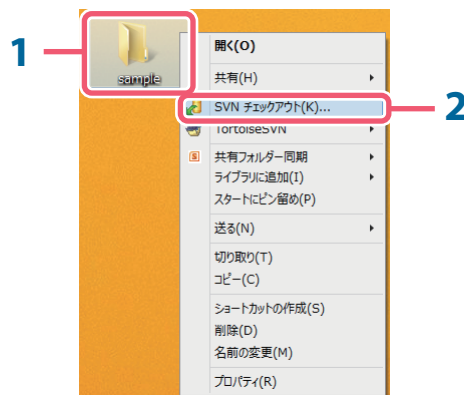 1
sample
開く(O)
共有(H)
SVN チェックアウト(K)...
2
TortoiseSVN
S
共有フォルダー同期
ライブラリに追加(I)
スタートにピン留め(P)
送る(N)
切り取り(T)
コピー(C)
ショートカットの作成(S)
削除(D)
名前の変更(M)
プロパティ(R)